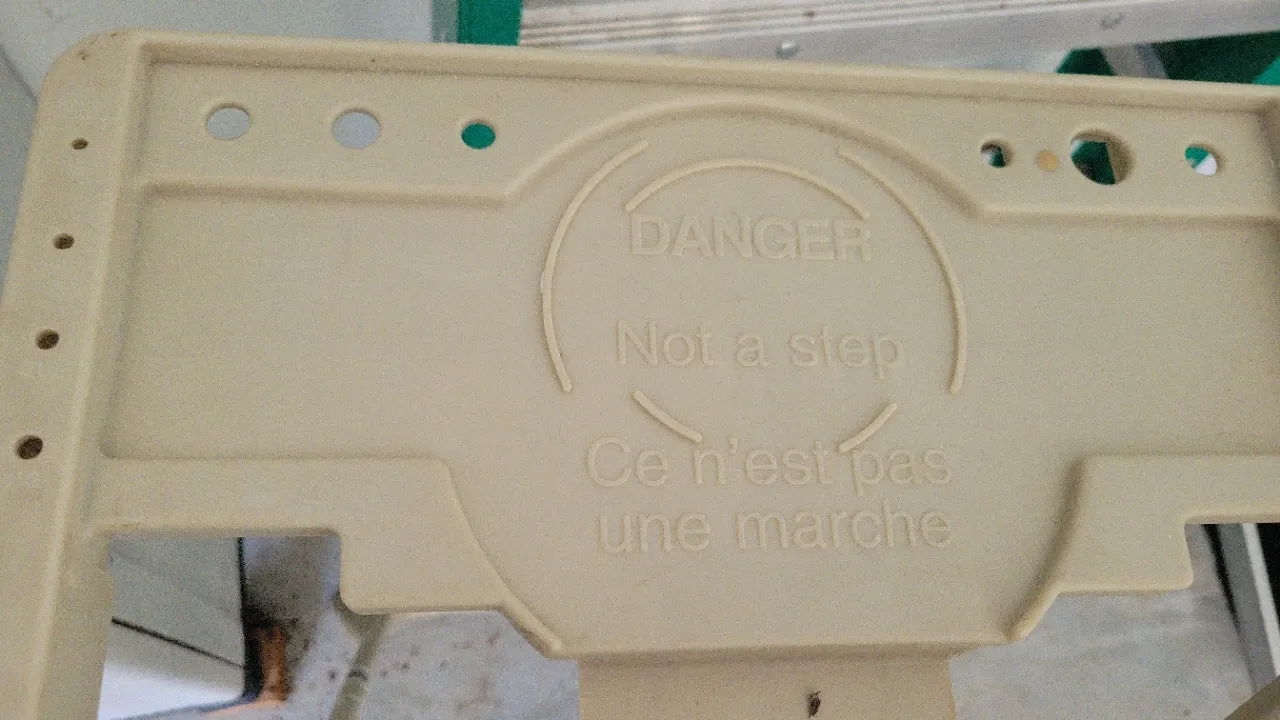 DANGER
Not a step
Ce n'est pas
une marche